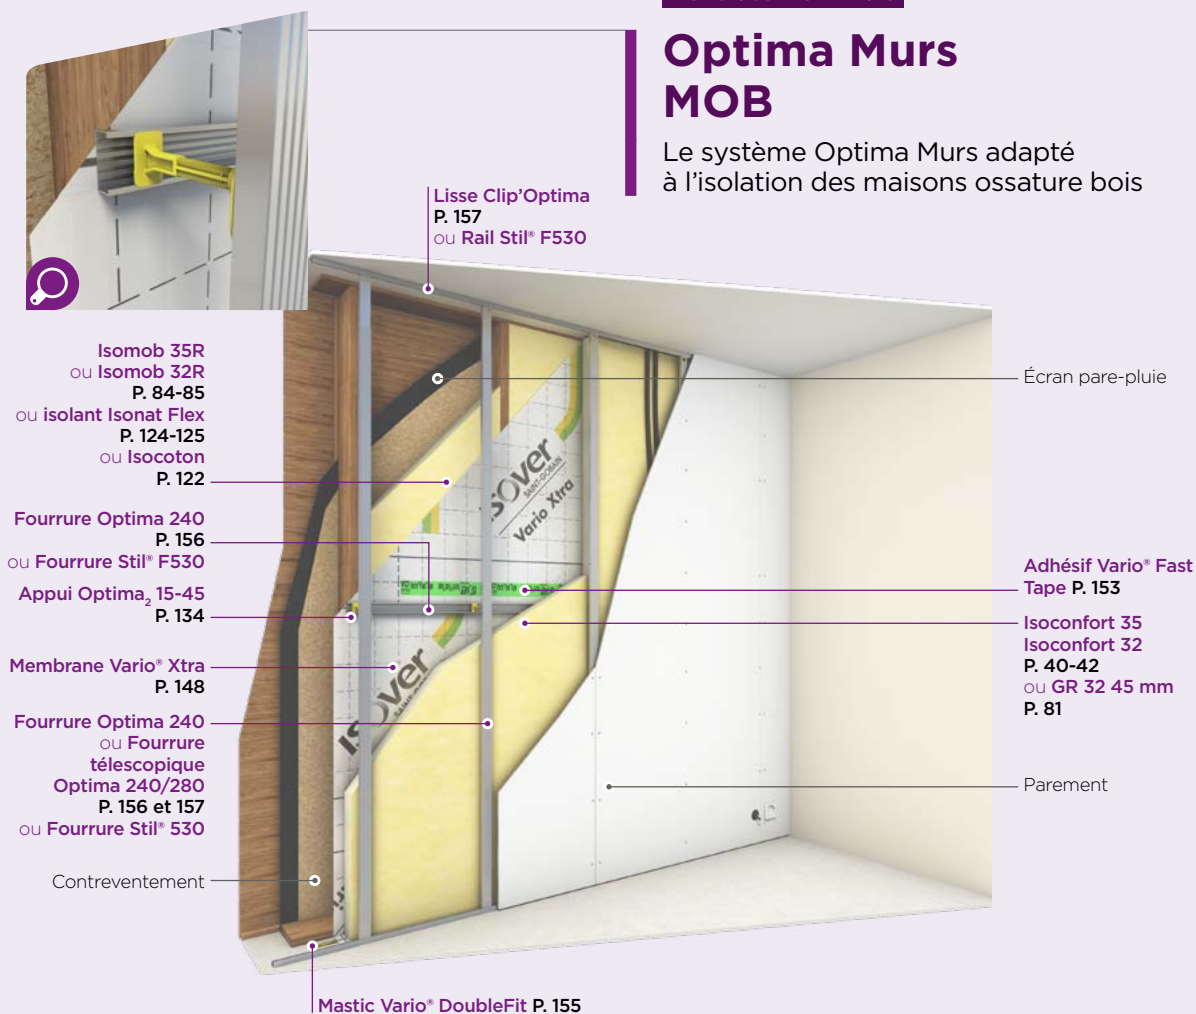 Optima Murs
MOB
Le système Optima Murs adapté
à l'isolation des maisons ossature bois
Lisse Clip'Optima
P. 157
ou Rail Stil® F530
Isomob 35R
ou Isomob 32R
P. 84-85
ou isolant Isonat Flex
P. 124-125
ou Isocoton
P. 122
Fourrure Optima 240
P. 156
ou Fourrure Stil® F530
Appui Optima₂ 15-45
P. 134
Membrane Vario® Xtra
P. 148
Fourrure Optima 240
ou Fourrure
télescopique
Optima 240/280
P. 156 et 157
ou Fourrure Stil® 530
Contreventement
Mastic Vario® DoubleFit P. 155
Écran pare-pluie
Adhésif Vario® Fast
Tape P. 153
Isoconfort 35
Isoconfort 32
P. 40-42
ou GR 32 45 mm
P. 81
Parement
isover
SAINT-GOBAIN
Vario Xtra
isover